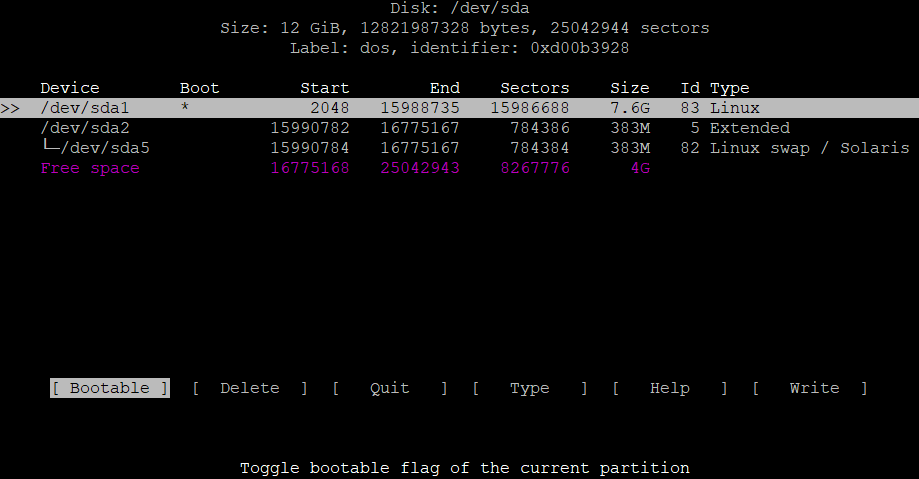 Disk: /dev/sda
Size: 12 GiB, 12821987328 bytes, 25042944 sectors
Label: dos, identifier: 0xd00b3928
Device Boot Start End Sectors Size Id Type
>> /dev/sda1 * 2048 15988735 15986688 7.6G 83 Linux
/dev/sda2 15990782 16775167 784386 383M 5 Extended
└─/dev/sda5 15990784 16775167 784384 383M 82 Linux swap / Solaris
Free space 16775168 25042943 8267776 4G
[ Bootable ] [ Delete ] [ Quit ] [ Type ] [ Help ] [ Write ]
Toggle bootable flag of the current partition